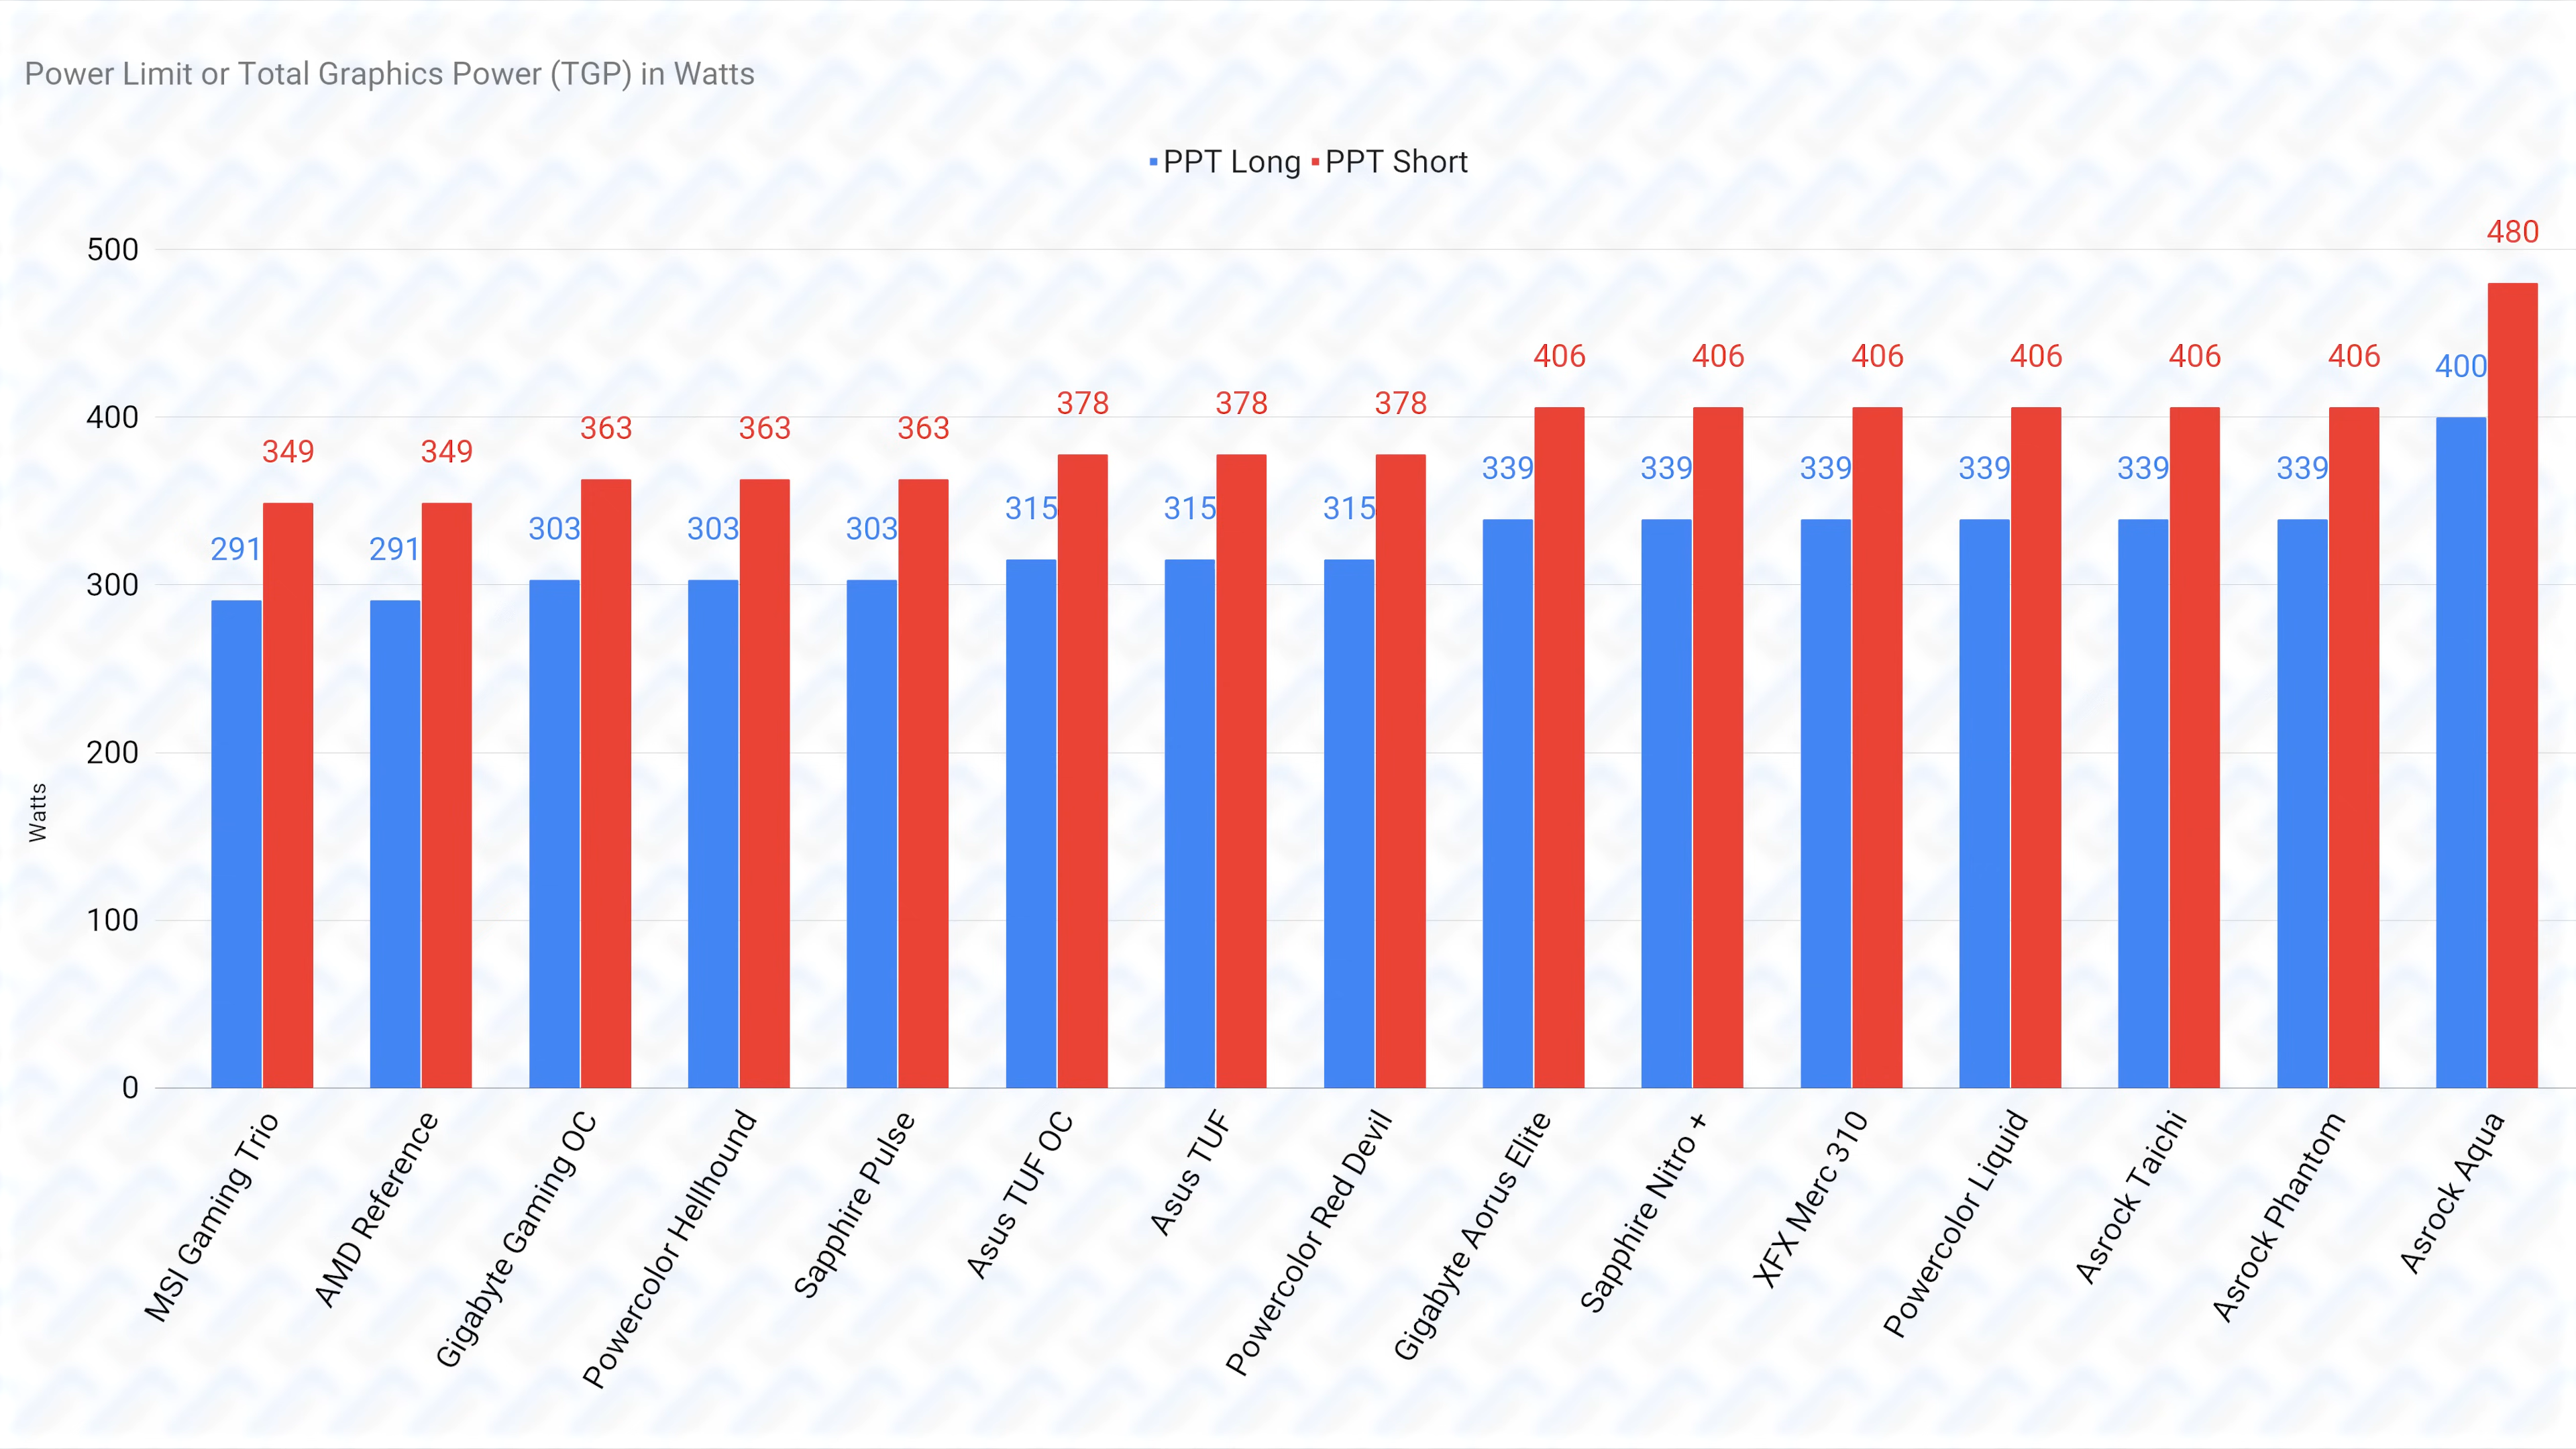 Power Limit or Total Graphics Power (TGP) in Watts
PPT Long PPT Short
500
400
300
200
100
0
Watts
291 349
291 349
303 363
303 363
303 363
315 378
315 378
315 378
339 406
339 406
339 406
339 406
339 406
339 406
400 480
MSI Gaming Trio
AMD Reference
Gigabyte Gaming OC
Powercolor Hellhound
Sapphire Pulse
Asus TUF OC
Asus TUF
Powercolor Red Devil
Gigabyte Aorus Elite
Sapphire Nitro +
XFX Merc 310
Powercolor Liquid
Asrock Taichi
Asrock Phantom
Asrock Aqua